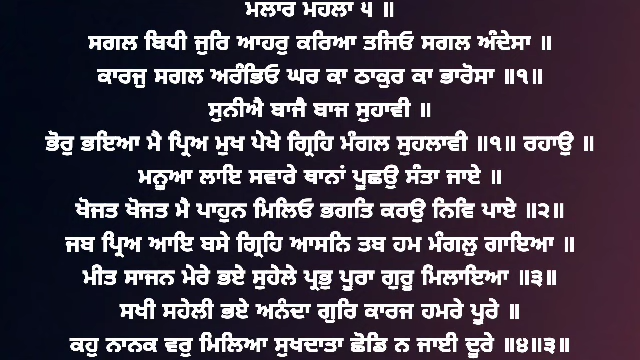 ਮਲਾਰ ਮਹਲਾ ੫ ॥
ਸਗਲ ਬਿਧੀ ਜੁਰਿ ਆਹਰੁ ਕਰਿਆ ਤਜਿਓ ਸਗਲ ਅੰਦੇਸਾ ॥
ਕਾਰਜੁ ਸਗਲ ਅਰੰਭਿਓ ਘਰ ਕਾ ਠਾਕੁਰ ਕਾ ਭਾਰੋਸਾ ॥੧॥
ਸੁਨੀਐ ਬਾਜੈ ਬਾਜ ਸੁਹਾਵੀ ॥
ਭੋਰੁ ਭਇਆ ਮੈ ਪ੍ਰਿਅ ਮੁਖ ਪੇਖੇ ਗ੍ਰਿਹਿ ਮੰਗਲ ਸੁਹਲਾਵੀ ॥੧॥ ਰਹਾਉ ॥
ਮਨੂਆ ਲਾਇ ਸਵਾਰੇ ਥਾਨਾਂ ਪੂਛਉ ਸੰਤਾ ਜਾਏ ॥
ਖੋਜਤ ਖੋਜਤ ਮੈ ਪਾਹੁਨ ਮਿਲਿਓ ਭਗਤਿ ਕਰਉ ਨਿਵਿ ਪਾਏ ॥੨॥
ਜਬ ਪ੍ਰਿਅ ਆਇ ਬਸੇ ਗ੍ਰਿਹਿ ਆਸਨਿ ਤਬ ਹਮ ਮੰਗਲੁ ਗਾਇਆ ॥
ਮੀਤ ਸਾਜਨ ਮੇਰੇ ਭਏ ਸੁਹੇਲੇ ਪ੍ਰਭੁ ਪੂਰਾ ਗੁਰੂ ਮਿਲਾਇਆ ॥੩॥
ਸਖੀ ਸਹੇਲੀ ਭਏ ਅਨੰਦਾ ਗੁਰਿ ਕਾਰਜ ਹਮਰੇ ਪੂਰੇ ॥
ਕਹੁ ਨਾਨਕ ਵਰੁ ਮਿਲਿਆ ਸੁਖਦਾਤਾ ਛੋਡਿ ਨ ਜਾਈ ਦੂਰੇ ॥੪॥੩॥